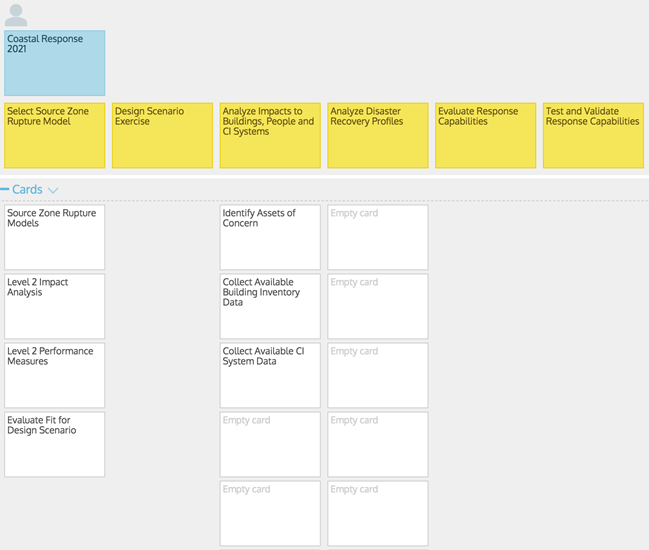 Coastal Response
2021
Select Source Zone
Rupture Model
Design Scenario
Exercise
Analyze Impacts to
Buildings, People and
CI Systems
Analyze Disaster
Recovery Profiles
Evaluate Response
Capabilities
Test and Validate
Response Capabilities
Cards
Source Zone Rupture
Models
Identify Assets of
Concern
Empty card
Level 2 Impact
Analysis
Collect Available
Building Inventory
Data
Empty card
Level 2 Performance
Measures
Collect Available CI
System Data
Empty card
Evaluate Fit for
Design Scenario
Empty card
Empty card
Empty card
Empty card